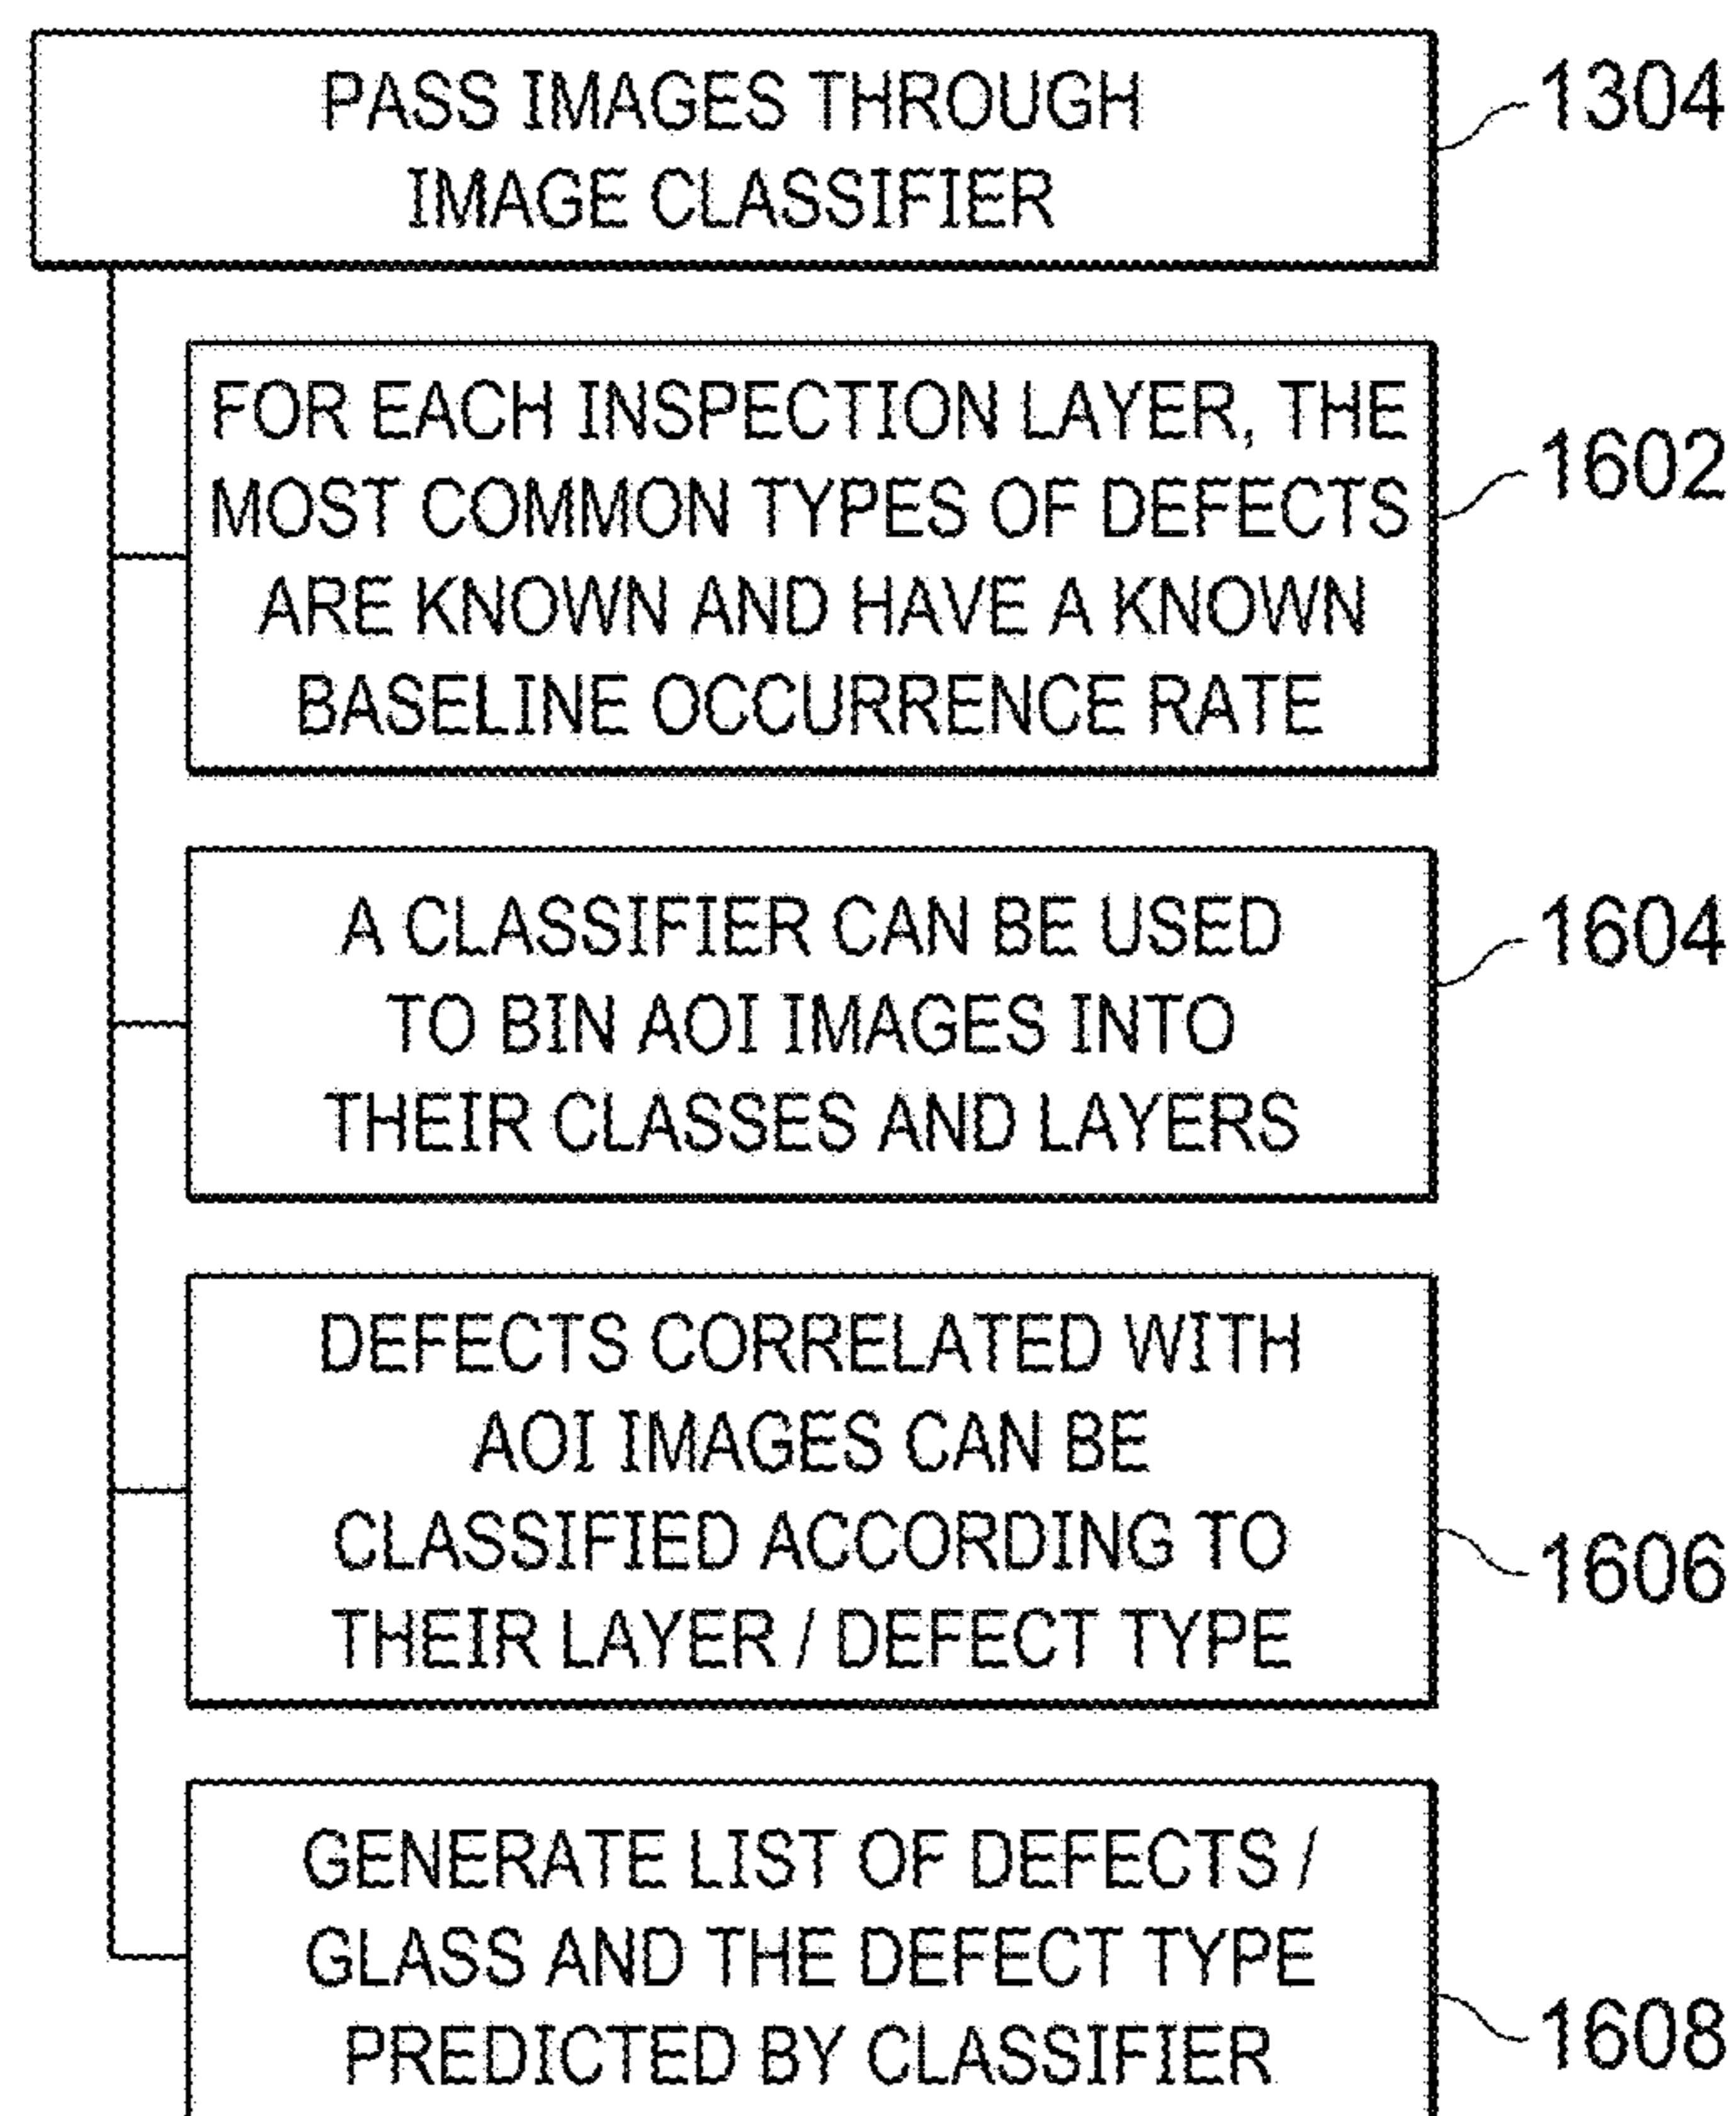 PASS IMAGES THROUGH
IMAGE CLASSIFIER
1304
FOR EACH INSPECTION LAYER, THE
MOST COMMON TYPES OF DEFECTS
ARE KNOWN AND HAVE A KNOWN
BASELINE OCCURRENCE RATE
1602
A CLASSIFIER CAN BE USED
TO BIN AOI IMAGES INTO
THEIR CLASSES AND LAYERS
1604
DEFECTS CORRELATED WITH
AOI IMAGES CAN BE
CLASSIFIED ACCORDING TO
THEIR LAYER / DEFECT TYPE
1606
GENERATE LIST OF DEFECTS /
GLASS AND THE DEFECT TYPE
PREDICTED BY CLASSIFIER
1608